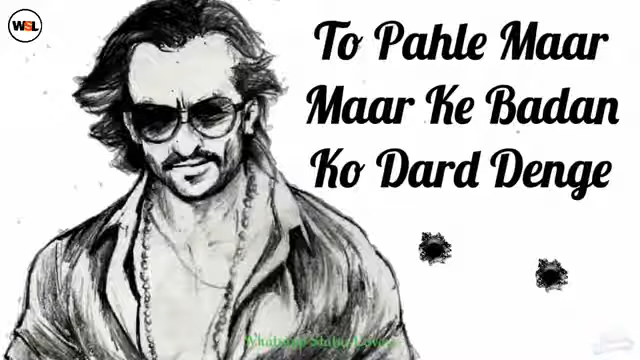 WSL
To Pahle Maar
Maar Ke Badan
Ko Dard Denge
Whatsapp Status Lovers